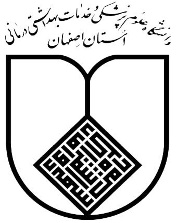 دانشگاه علوم پزشکی و خدمات بهداشتی درمانی
استان اصفهان